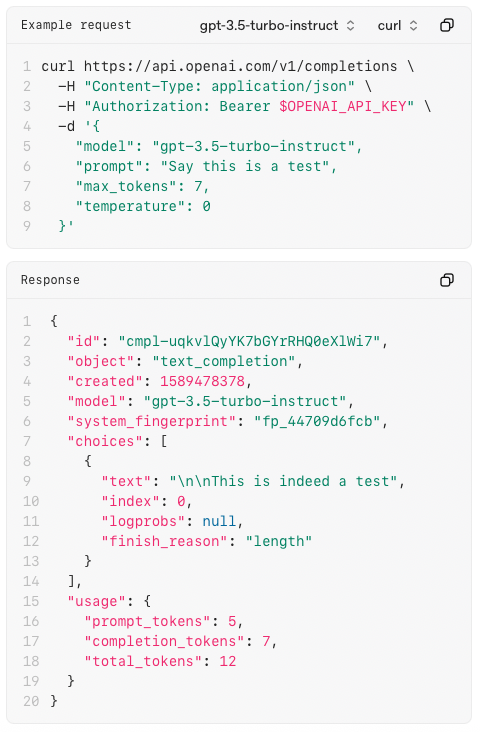 Example request gpt-3.5-turbo-instruct curl
1 curl https://api.openai.com/v1/completions \
2   -H "Content-Type: application/json" \
3   -H "Authorization: Bearer $OPENAI_API_KEY" \
4   -d '{
5     "model": "gpt-3.5-turbo-instruct",
6     "prompt": "Say this is a test",
7     "max_tokens": 7,
8     "temperature": 0
9   }'
Response
1 {
2   "id": "cmpl-uqkvlQyYK7bGYrRHQ0eXlWi7",
3   "object": "text_completion",
4   "created": 1589478378,
5   "model": "gpt-3.5-turbo-instruct",
6   "system_fingerprint": "fp_44709d6fcb",
7   "choices": [
8     {
9       "text": "\n\nThis is indeed a test",
10       "index": 0,
11       "logprobs": null,
12       "finish_reason": "length"
13     }
14   ],
15   "usage": {
16     "prompt_tokens": 5,
17     "completion_tokens": 7,
18     "total_tokens": 12
19   }
20 }